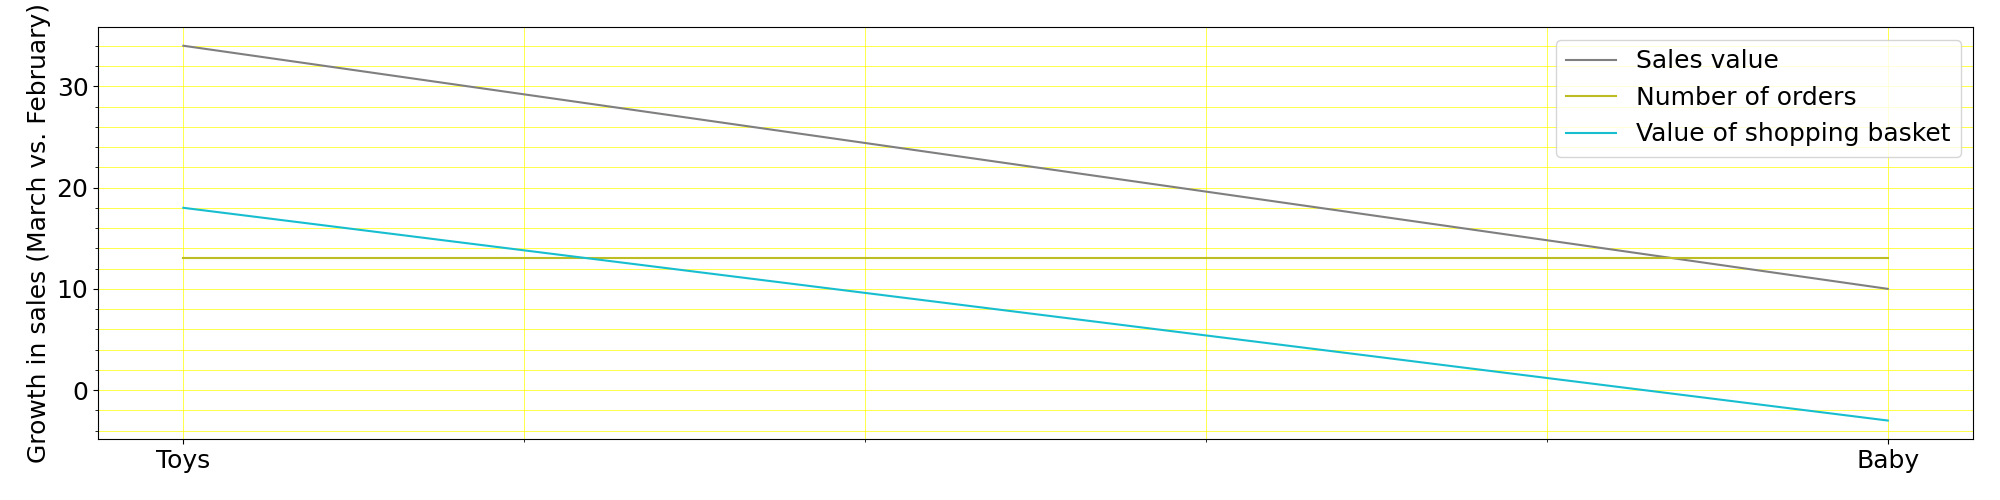 Growth in sales (March vs. February)
30
20
10
0
Toys
Baby
Sales value
Number of orders
Value of shopping basket